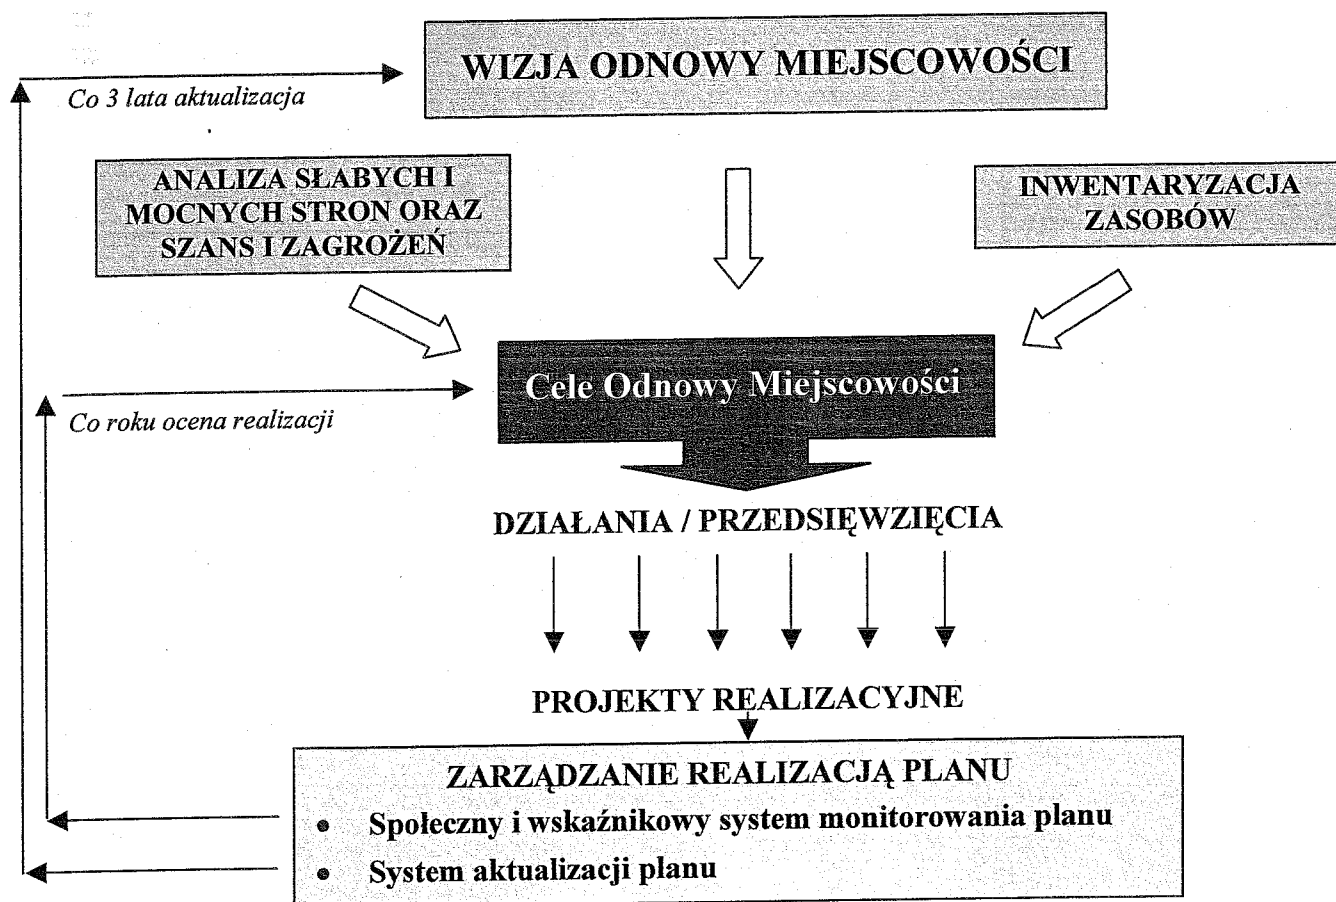 WIZJA ODNOWY MIEJSCOWOŚCI
Co 3 lata aktualizacja
ANALIZA SŁABYCH I
MOCNYCH STRON ORAZ
SZANS I ZAGROŻEŃ
INWENTARYZACJA
ZASOBÓW
Cele Odnowy Miejscowości
Co roku ocena realizacji
DZIAŁANIA / PRZEDSIĘWZIĘCIA
PROJEKTY REALIZACYJNE
ZARZĄDZANIE REALIZACJĄ PLANU
• Społeczny i wskaźnikowy system monitorowania planu
• System aktualizacji planu